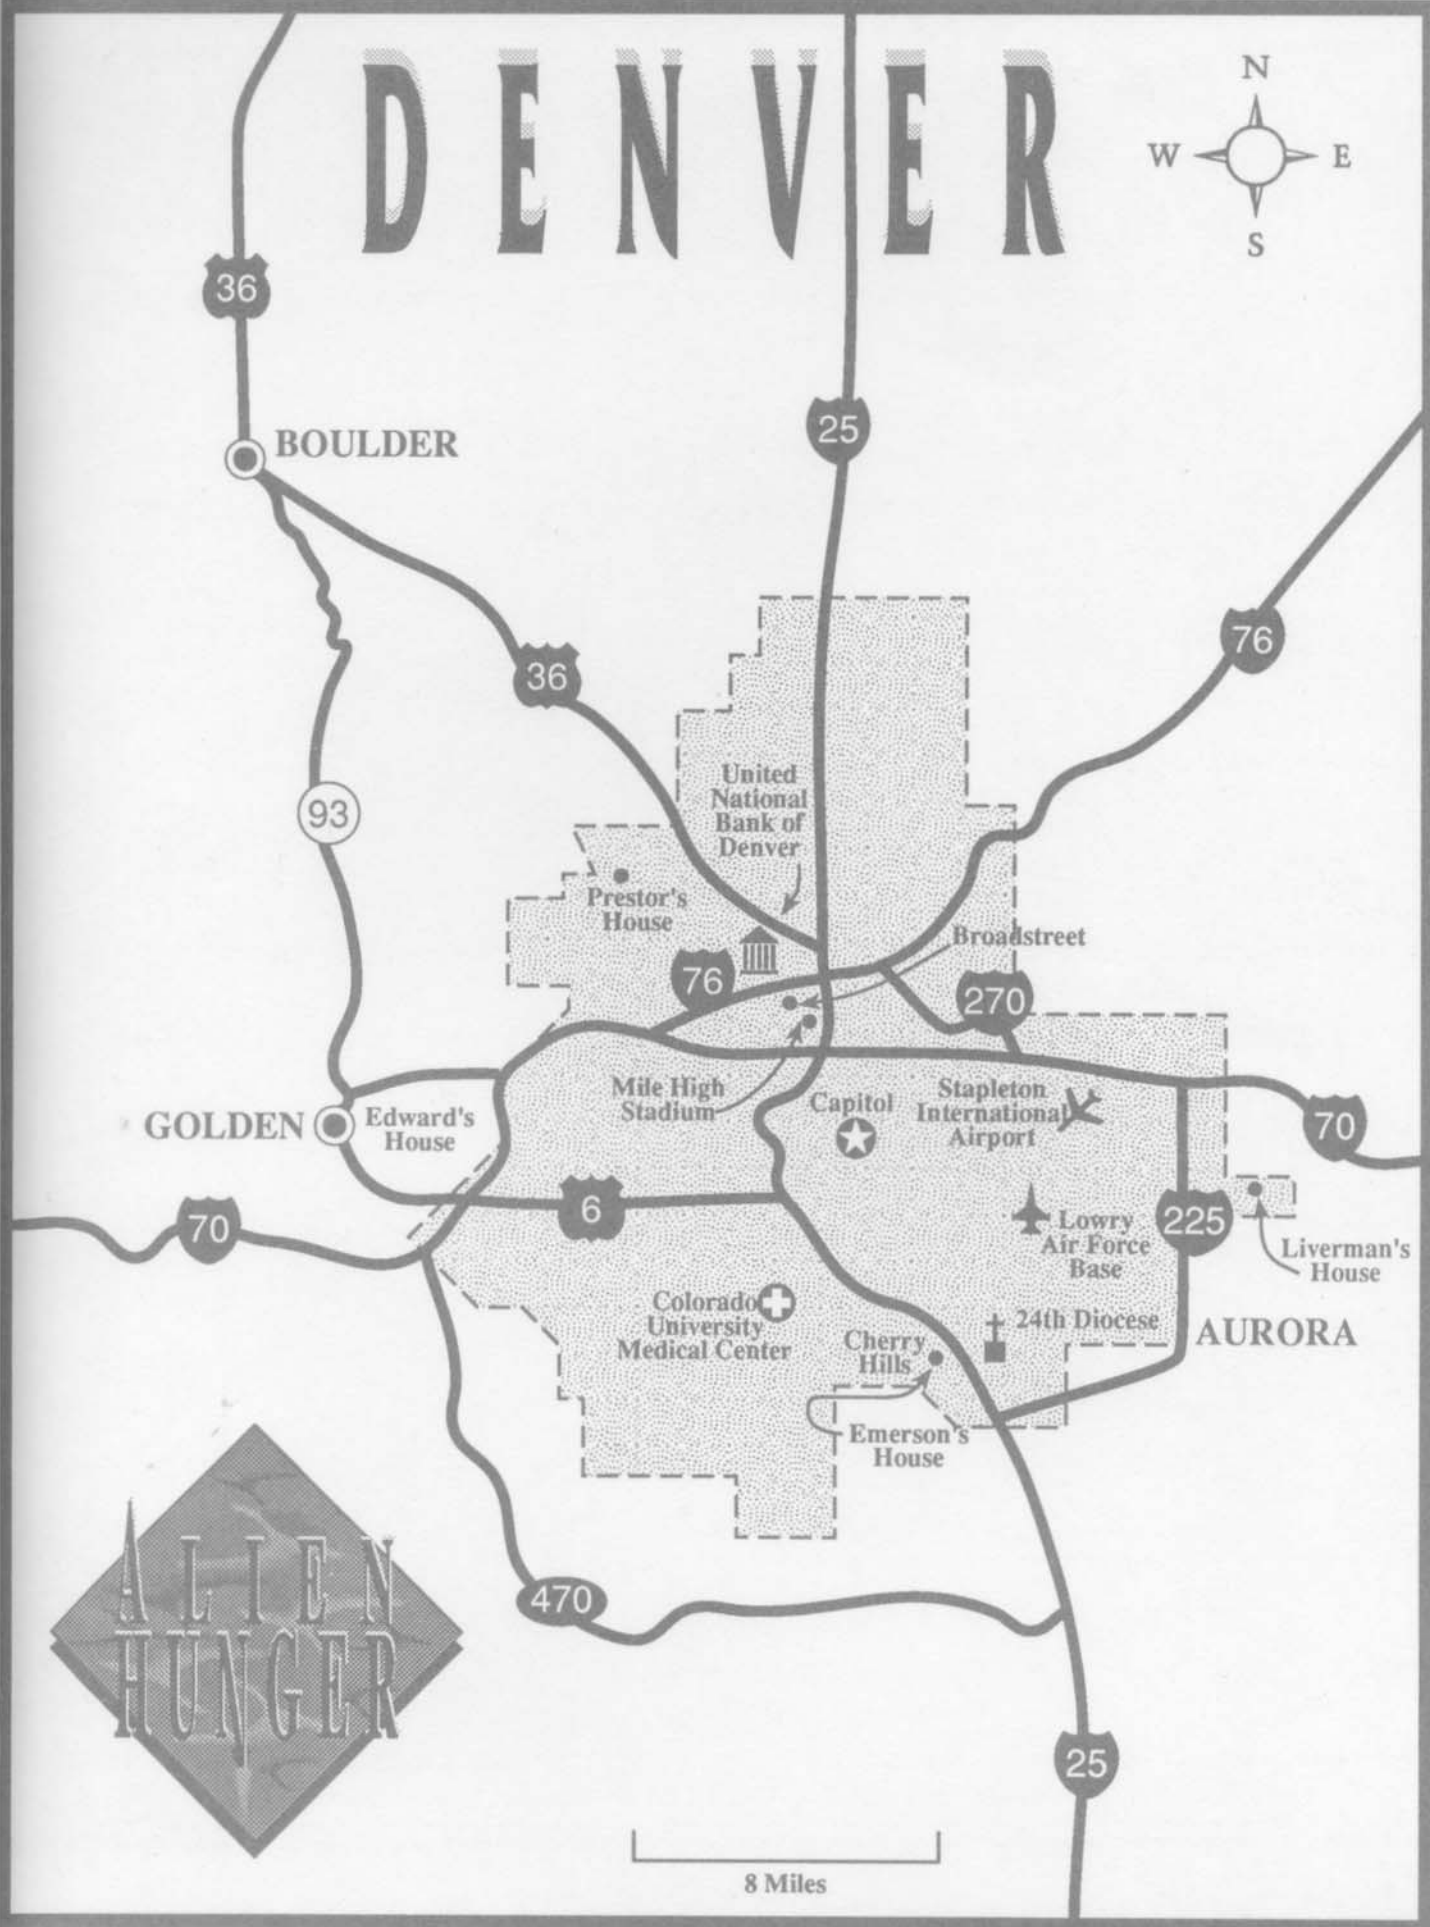 DENVER
N
W E
S
36
BOULDER
25
36
76
93
United
National
Bank of
Denver
Prestor's
House
Broadstreet
76
270
Mile High
Stadium
Capitol
Stapleton
International
Airport
GOLDEN
Edward's
House
70
70
6
225
Lowry
Air Force
Base
Liverman's
House
Colorado
University
Medical Center
24th Diocese
AURORA
Cherry
Hills
Emerson's
House
ALIEN
HUNGER
470
25
8 Miles